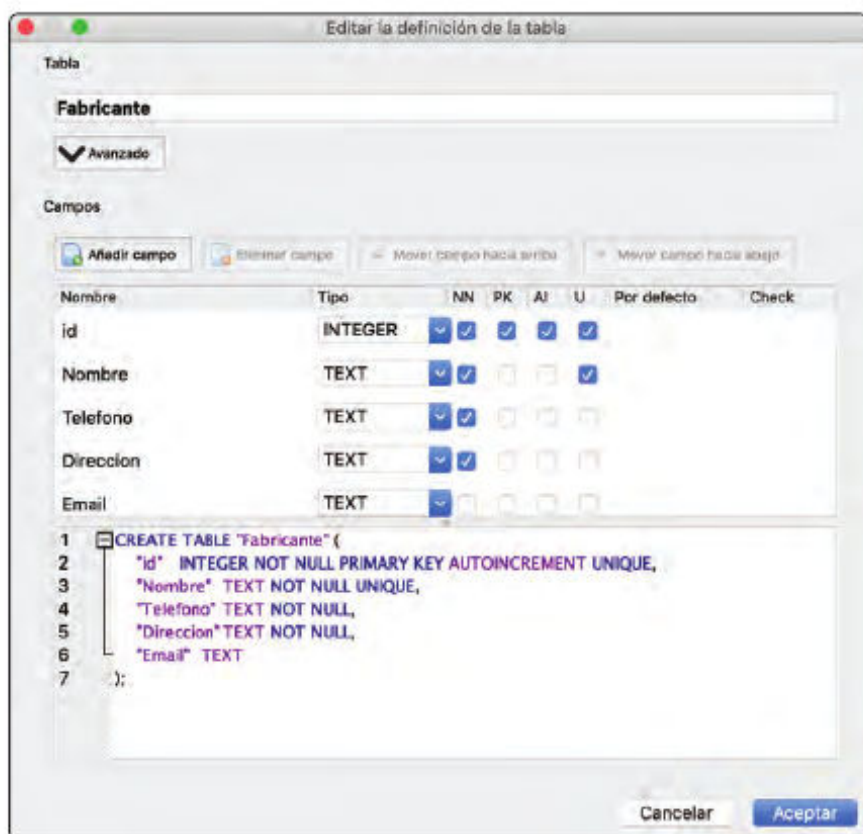 Editar la definición de la tabla
Tabla
Fabricante
Avanzado
Campos
Añadir campo Eliminar campo Mover campo hacia arriba Mover campo hacia abajo
Nombre Tipo NN PK AI U Por defecto Check
id INTEGER
Nombre TEXT
Telefono TEXT
Direccion TEXT
Email TEXT
1 CREATE TABLE "Fabricante" (
2 "id" INTEGER NOT NULL PRIMARY KEY AUTOINCREMENT UNIQUE,
3 "Nombre" TEXT NOT NULL UNIQUE,
4 "Telefono" TEXT NOT NULL,
5 "Direccion" TEXT NOT NULL,
6 "Email" TEXT
7 );
Cancelar Aceptar